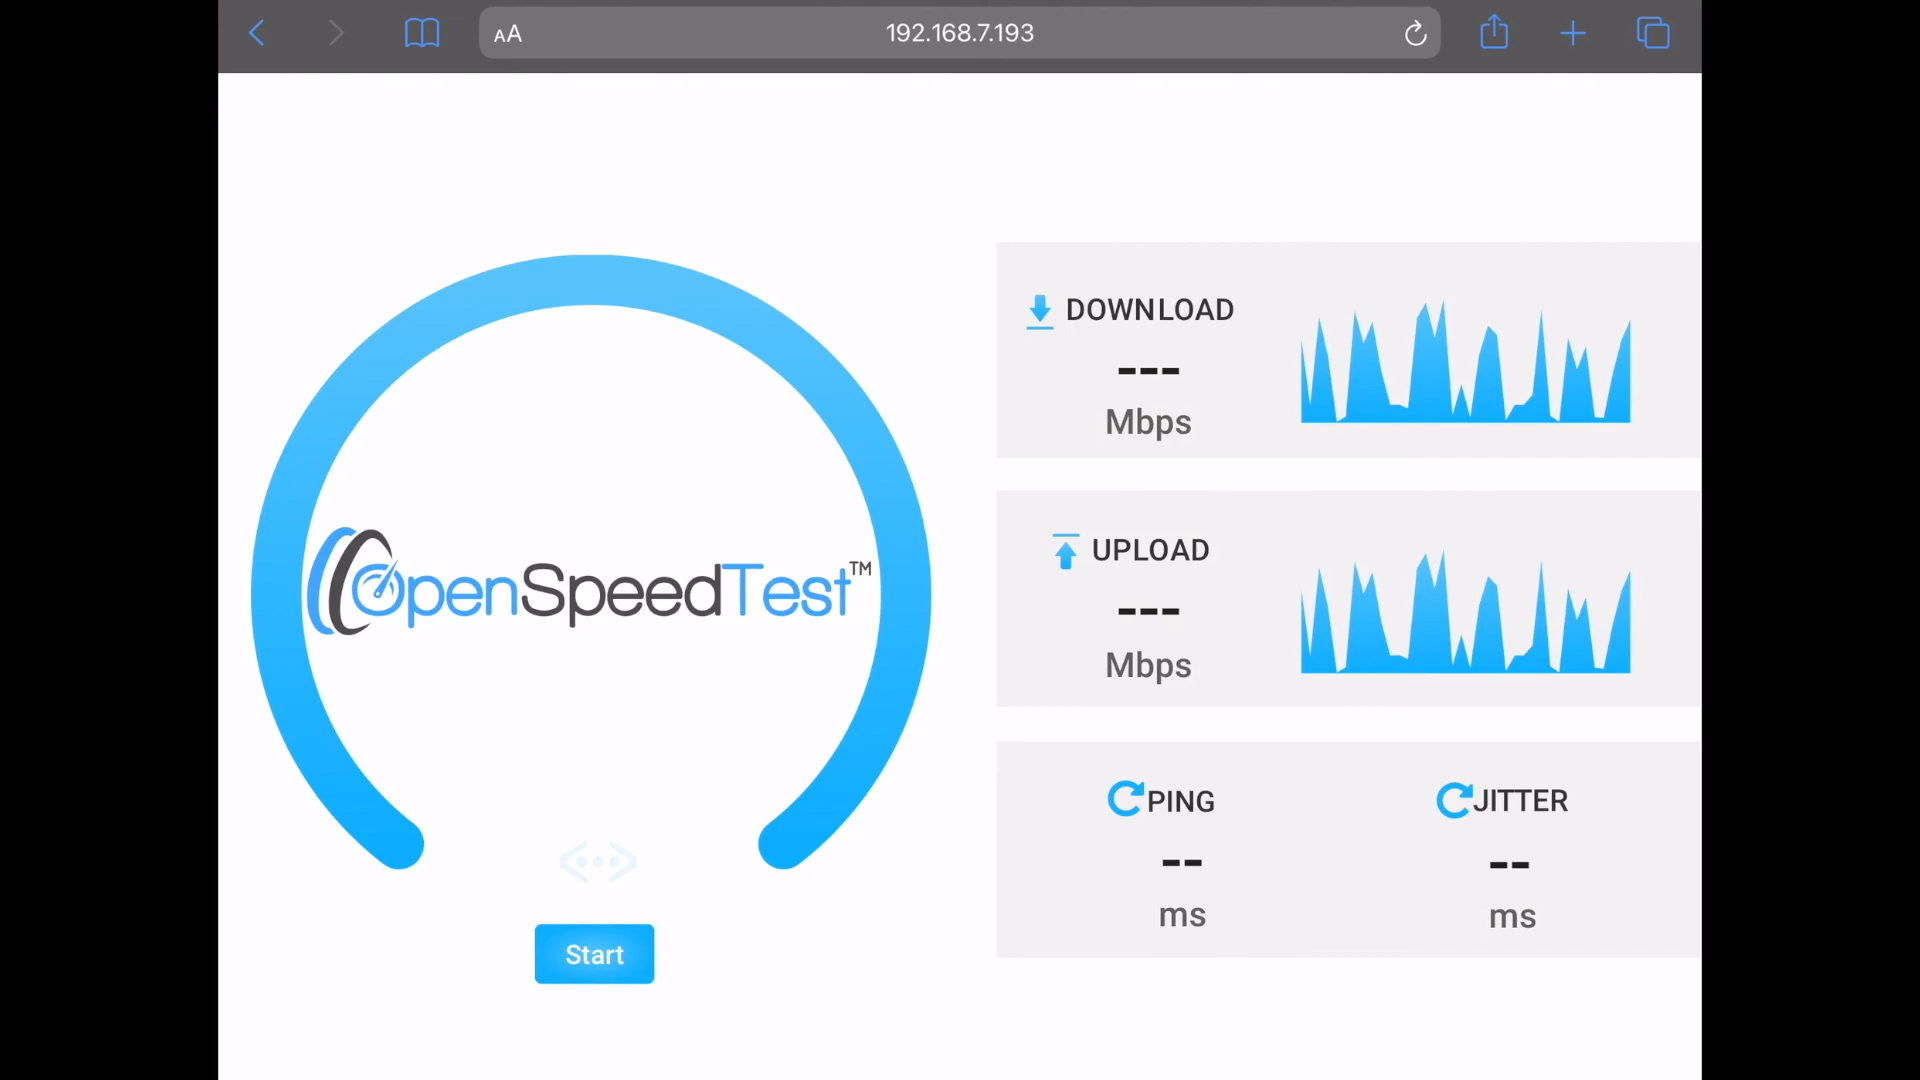 AA
192.168.7.193
OpenSpeedTest™
Start
DOWNLOAD
---
Mbps
UPLOAD
---
Mbps
PING
--
ms
JITTER
--
ms